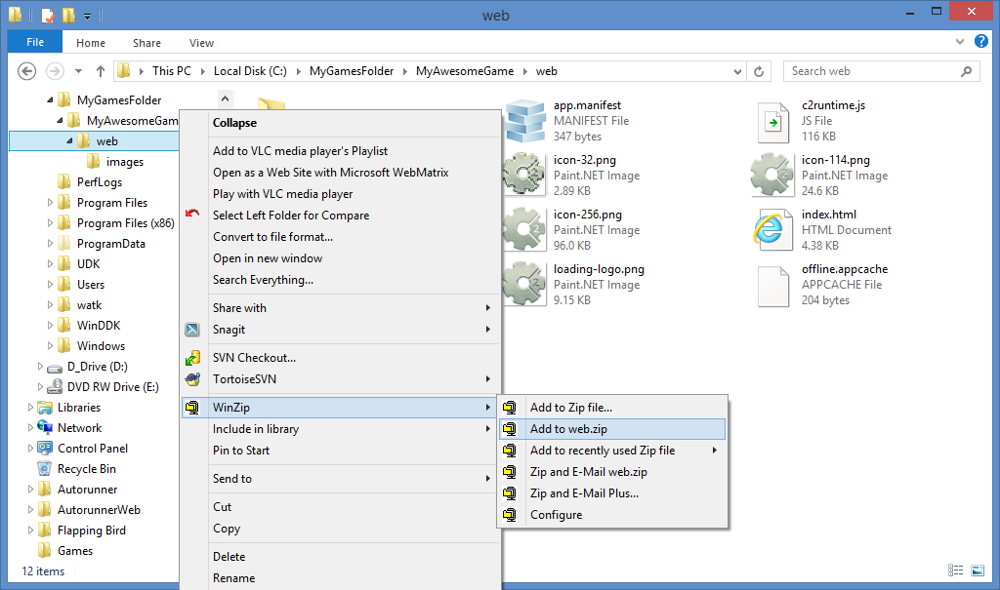 web
File
Home
Share
View
This PC
Local Disk (C:)
MyGamesFolder
MyAwesomeGame
web
Search web
MyGamesFolder
MyAwesomeGam
web
images
PerfLogs
Program Files
Program Files (x86)
ProgramData
UDK
Users
watk
WinDDK
Windows
D_Drive (D:)
DVD RW Drive (E:)
Libraries
Network
Control Panel
Recycle Bin
Autorunner
AutorunnerWeb
Flapping Bird
Games
12 items
Collapse
Add to VLC media player's Playlist
Open as a Web Site with Microsoft WebMatrix
Play with VLC media player
Select Left Folder for Compare
Convert to file format...
Open in new window
Search Everything...
Share with
Snagit
SVN Checkout...
TortoiseSVN
WinZip
Include in library
Pin to Start
Send to
Cut
Copy
Delete
Rename
Add to Zip file...
Add to web.zip
Add to recently used Zip file
Zip and E-Mail web.zip
Zip and E-Mail Plus...
Configure
app.manifest
MANIFEST File
347 bytes
c2runtime.js
JS File
116 KB
icon-32.png
Paint.NET Image
2.89 KB
icon-114.png
Paint.NET Image
24.6 KB
icon-256.png
Paint.NET Image
96.0 KB
index.html
HTML Document
4.38 KB
loading-logo.png
Paint.NET Image
9.15 KB
offline.appcache
APPCACHE File
204 bytes